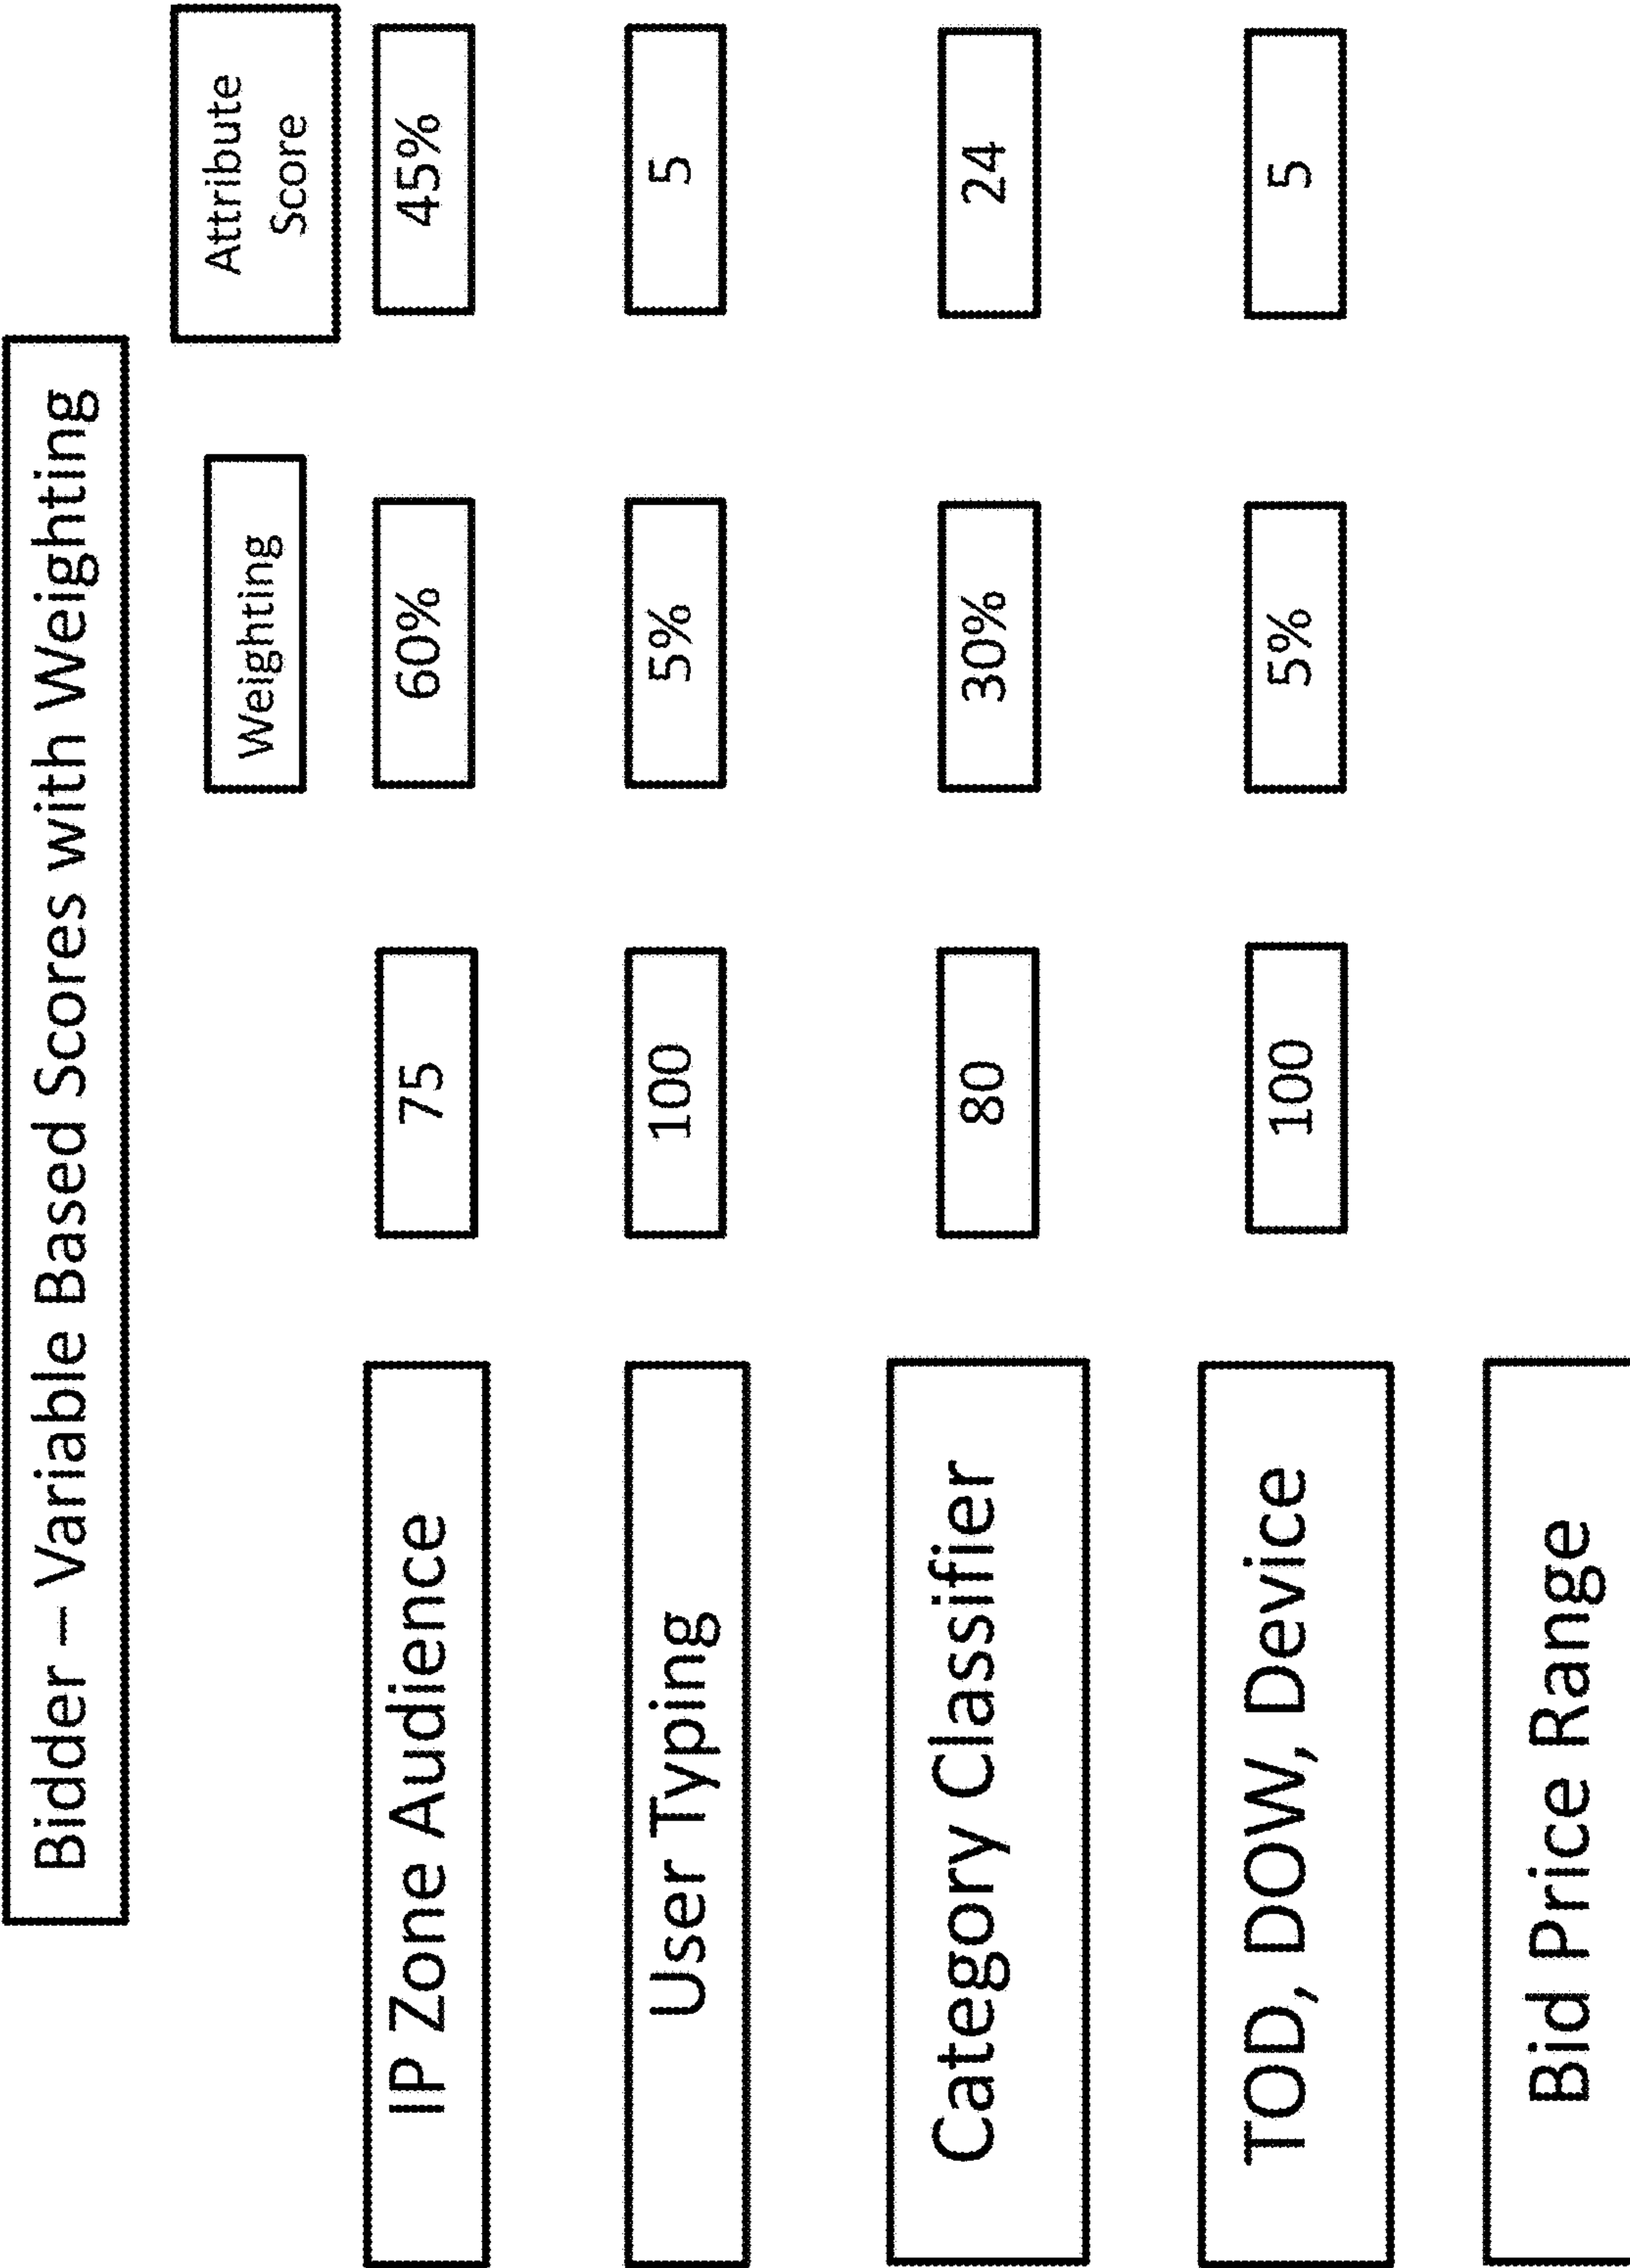 Bidder – Variable Based Scores with Weighting
Weighting
Attribute
Score
IP Zone Audience
75
60%
45%
User Typing
100
5%
5
Category Classifier
80
30%
24
TOD, DOW, Device
100
5%
5
Bid Price Range